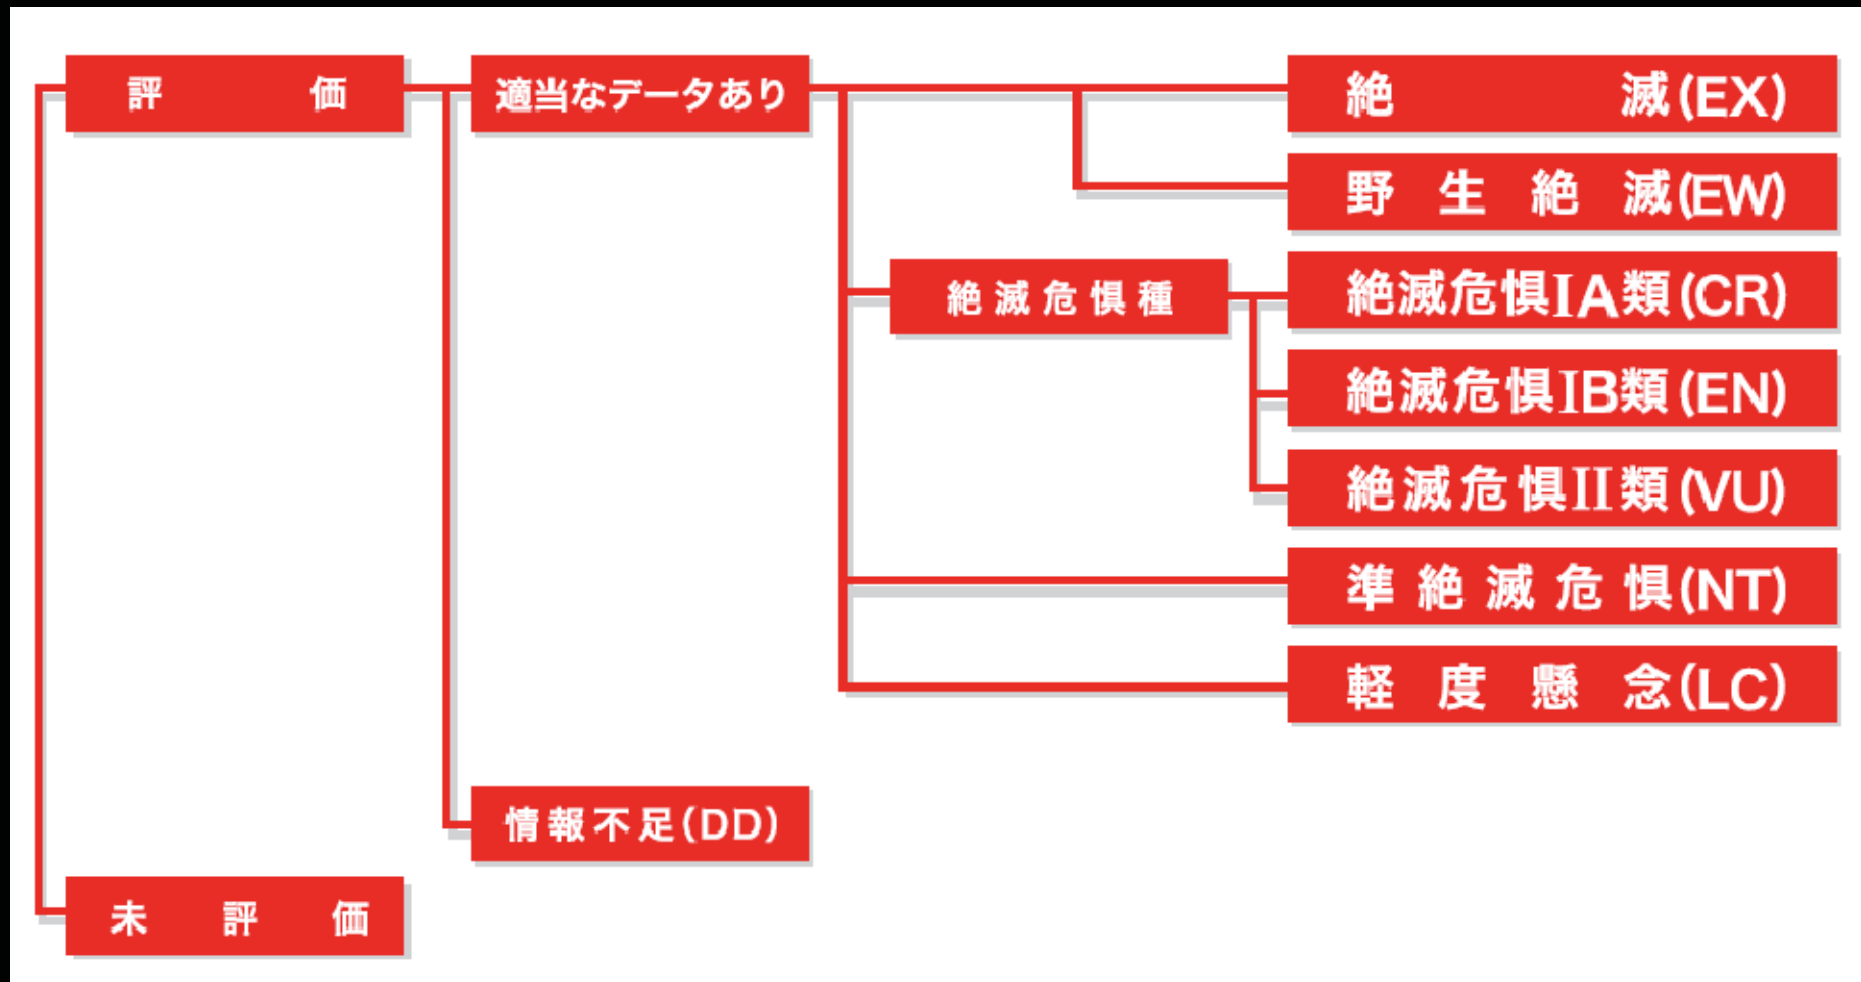 評価
適当なデータあり
絶滅(EX)
野生絶滅(EW)
絶滅危惧種
絶滅危惧IA類(CR)
絶滅危惧IB類(EN)
絶滅危惧II類(VU)
準絶滅危惧(NT)
軽度懸念(LC)
情報不足(DD)
未評価